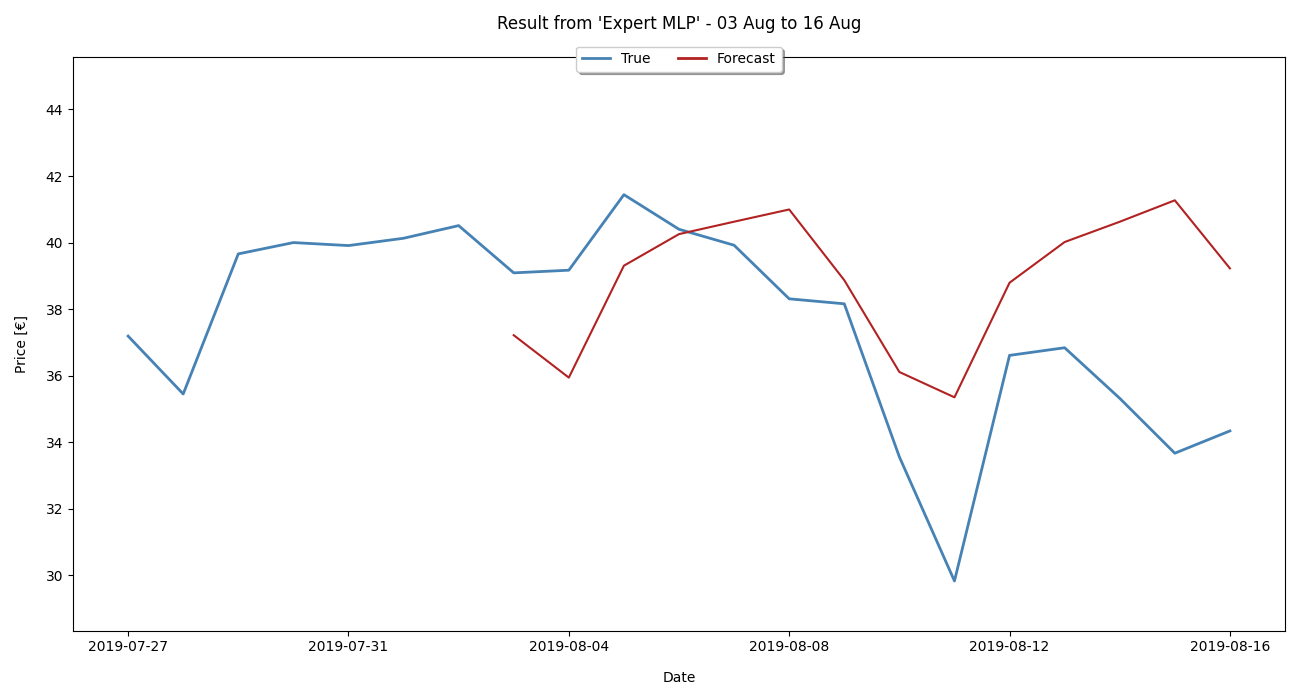 Result from 'Expert MLP' - 03 Aug to 16 Aug
True Forecast
44
42
40
38
36
34
32
30
Price [€]
2019-07-27 2019-07-31 2019-08-04 2019-08-08 2019-08-12 2019-08-16
Date